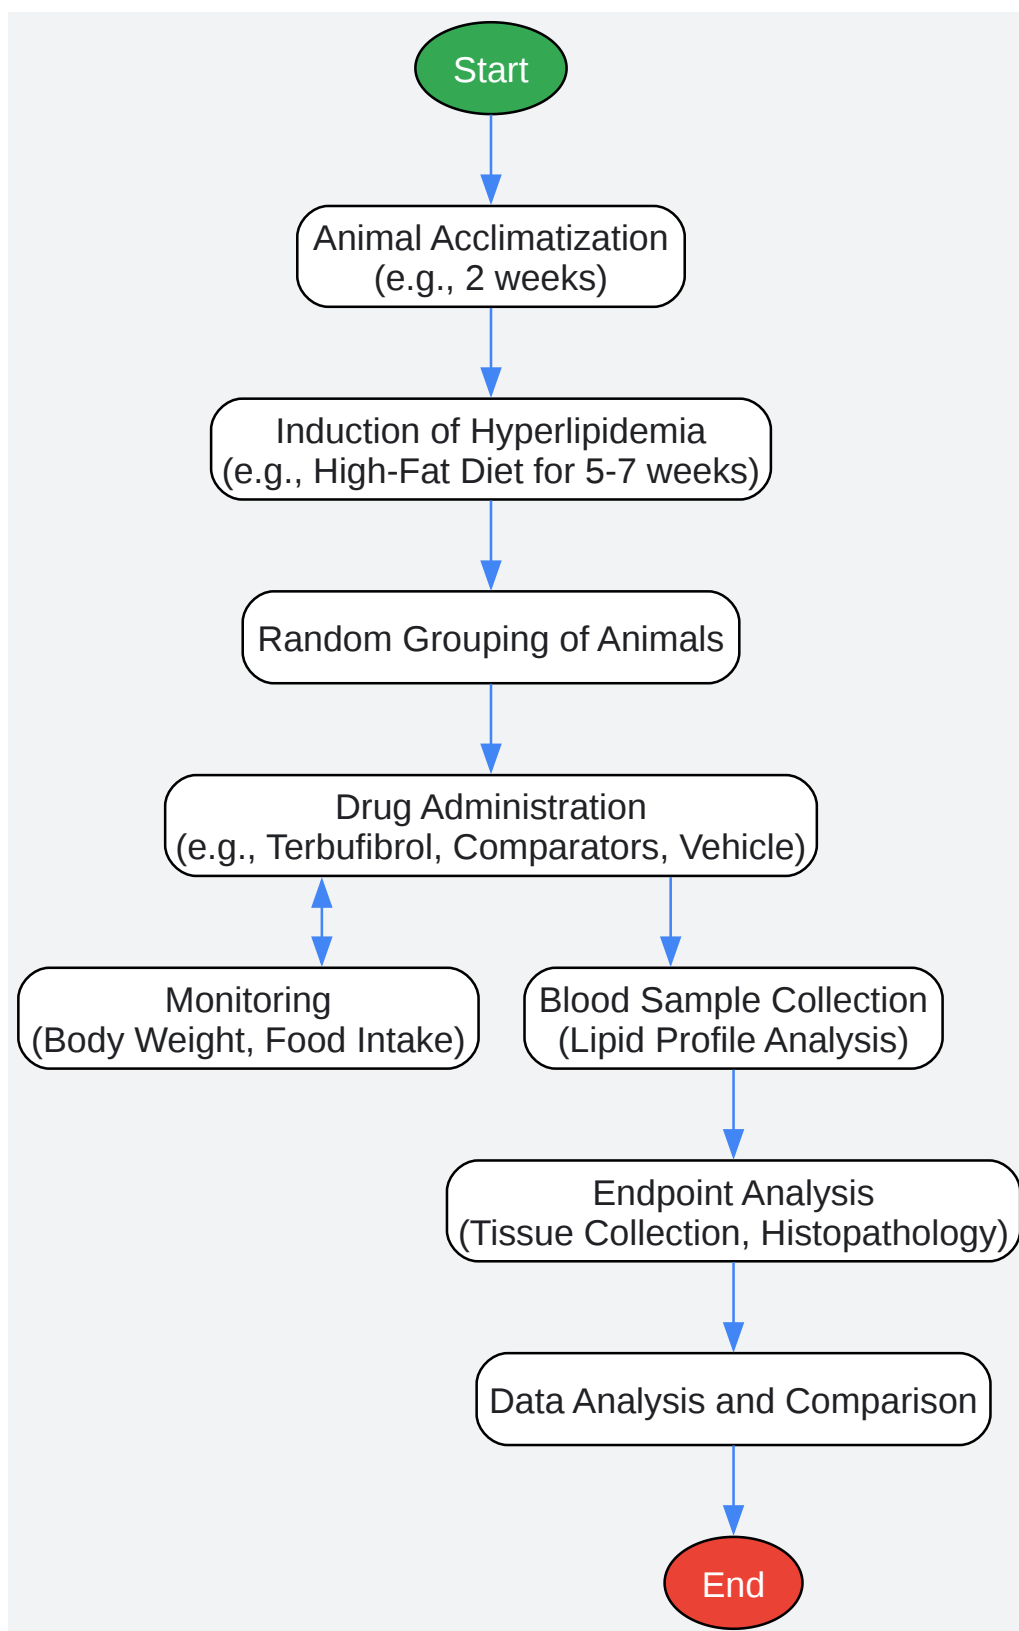 Start
Animal Acclimatization
(e.g., 2 weeks)
Induction of Hyperlipidemia
(e.g., High-Fat Diet for 5-7 weeks)
Random Grouping of Animals
Drug Administration
(e.g., Terbufibrol, Comparators, Vehicle)
Monitoring
(Body Weight, Food Intake)
Blood Sample Collection
(Lipid Profile Analysis)
Endpoint Analysis
(Tissue Collection, Histopathology)
Data Analysis and Comparison
End